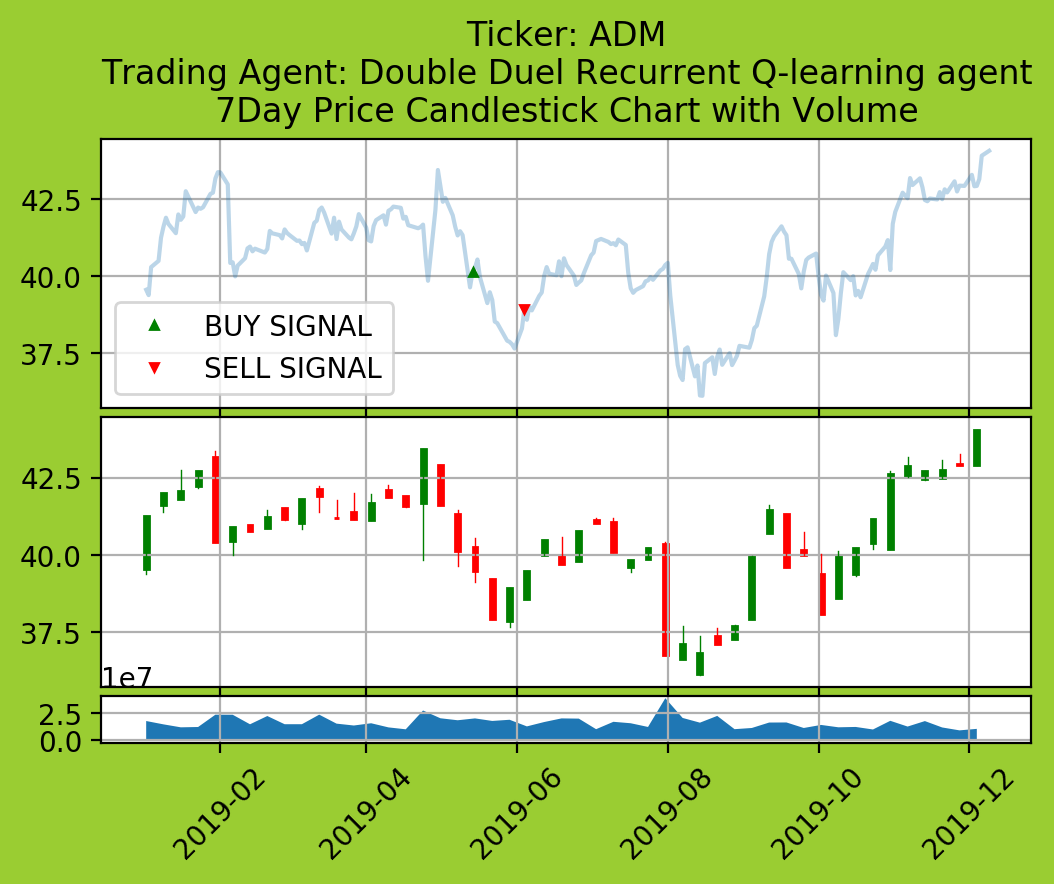 Ticker: ADM
Trading Agent: Double Duel Recurrent Q-learning agent
7Day Price Candlestick Chart with Volume
42.5
40.0
37.5
BUY SIGNAL
SELL SIGNAL
42.5
40.0
37.5
1e7
2.5
0.0
2019-02
2019-04
2019-06
2019-08
2019-10
2019-12